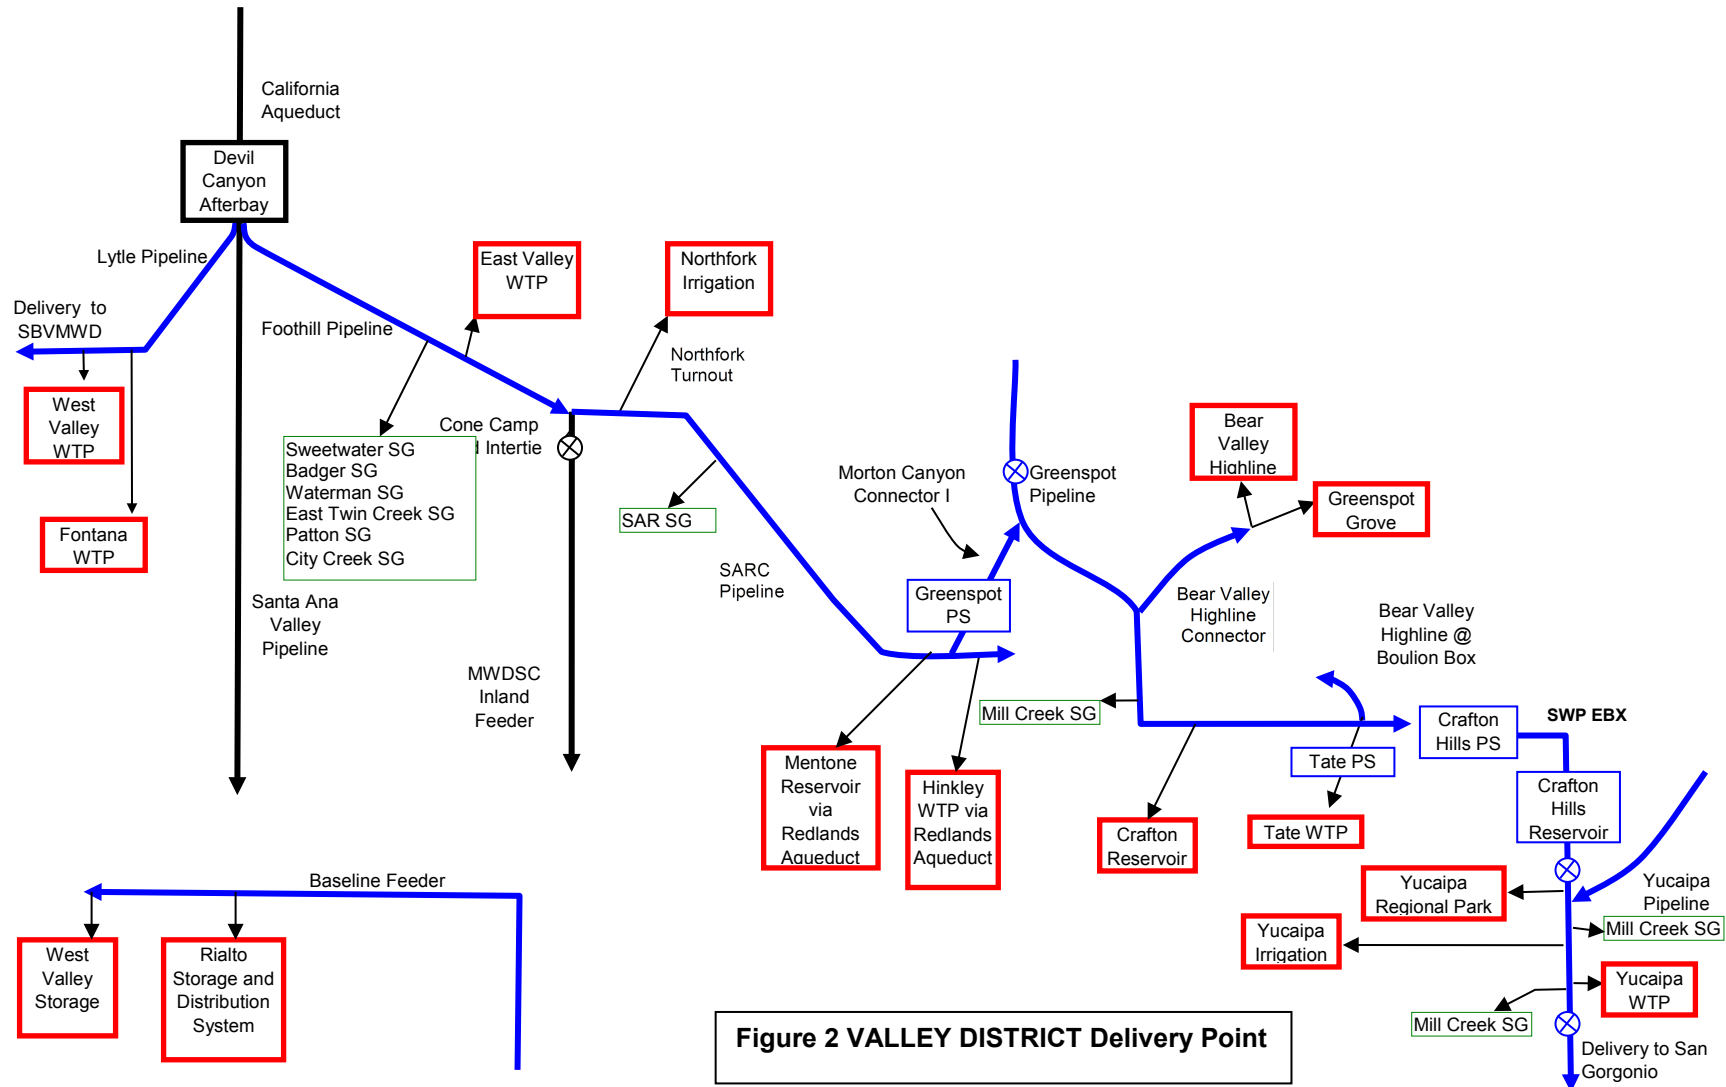 California
Aqueduct
Devil
Canyon
Afterbay
Lytle Pipeline
Delivery to
SBVMWD
West
Valley
WTP
Fontana
WTP
Foothill Pipeline
East Valley
WTP
Northfork
Irrigation
Northfork
Turnout
Sweetwater SG
Badger SG
Waterman SG
East Twin Creek SG
Patton SG
City Creek SG
Cone Camp
Intertie
SAR SG
Santa Ana
Valley
Pipeline
MWDSC
Inland
Feeder
SARC
Pipeline
Morton Canyon
Connector I
Greenspot
PS
Greenspot
Pipeline
Bear
Valley
Highline
Greenspot
Grove
Bear Valley
Highline
Connector
Bear Valley
Highline @
Boulion Box
Mill Creek SG
Mentone
Reservoir
via
Redlands
Aqueduct
Hinkley
WTP via
Redlands
Aqueduct
Crafton
Reservoir
Tate PS
Tate WTP
Crafton
Hills PS
SWP EBX
Crafton
Hills
Reservoir
Yucaipa
Regional Park
Yucaipa
Pipeline
Mill Creek SG
Yucaipa
Irrigation
Yucaipa
WTP
Mill Creek SG
Delivery to San
Gorgonio
Baseline Feeder
West
Valley
Storage
Rialto
Storage and
Distribution
System
Figure 2 VALLEY DISTRICT Delivery Point